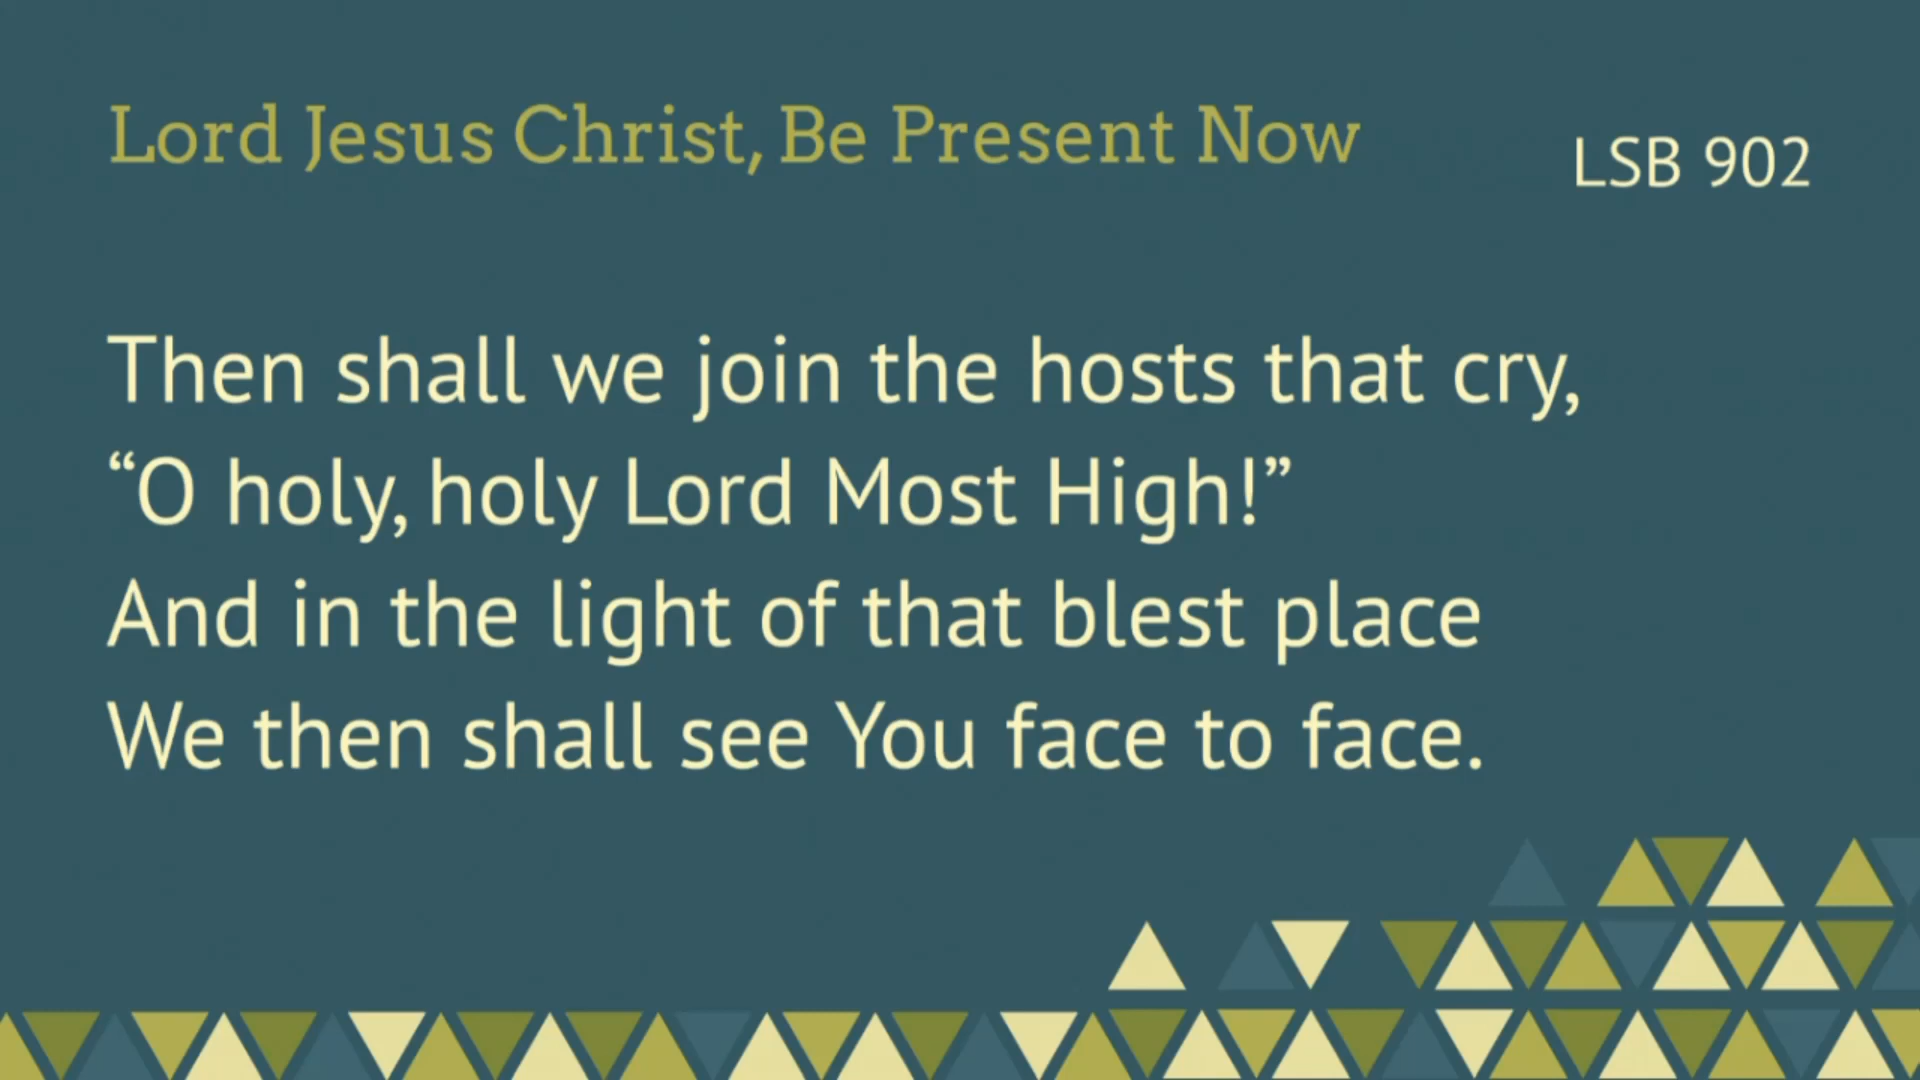 Lord Jesus Christ, Be Present Now
LSB 902
Then shall we join the hosts that cry,
“O holy, holy Lord Most High!”
And in the light of that blest place
We then shall see You face to face.